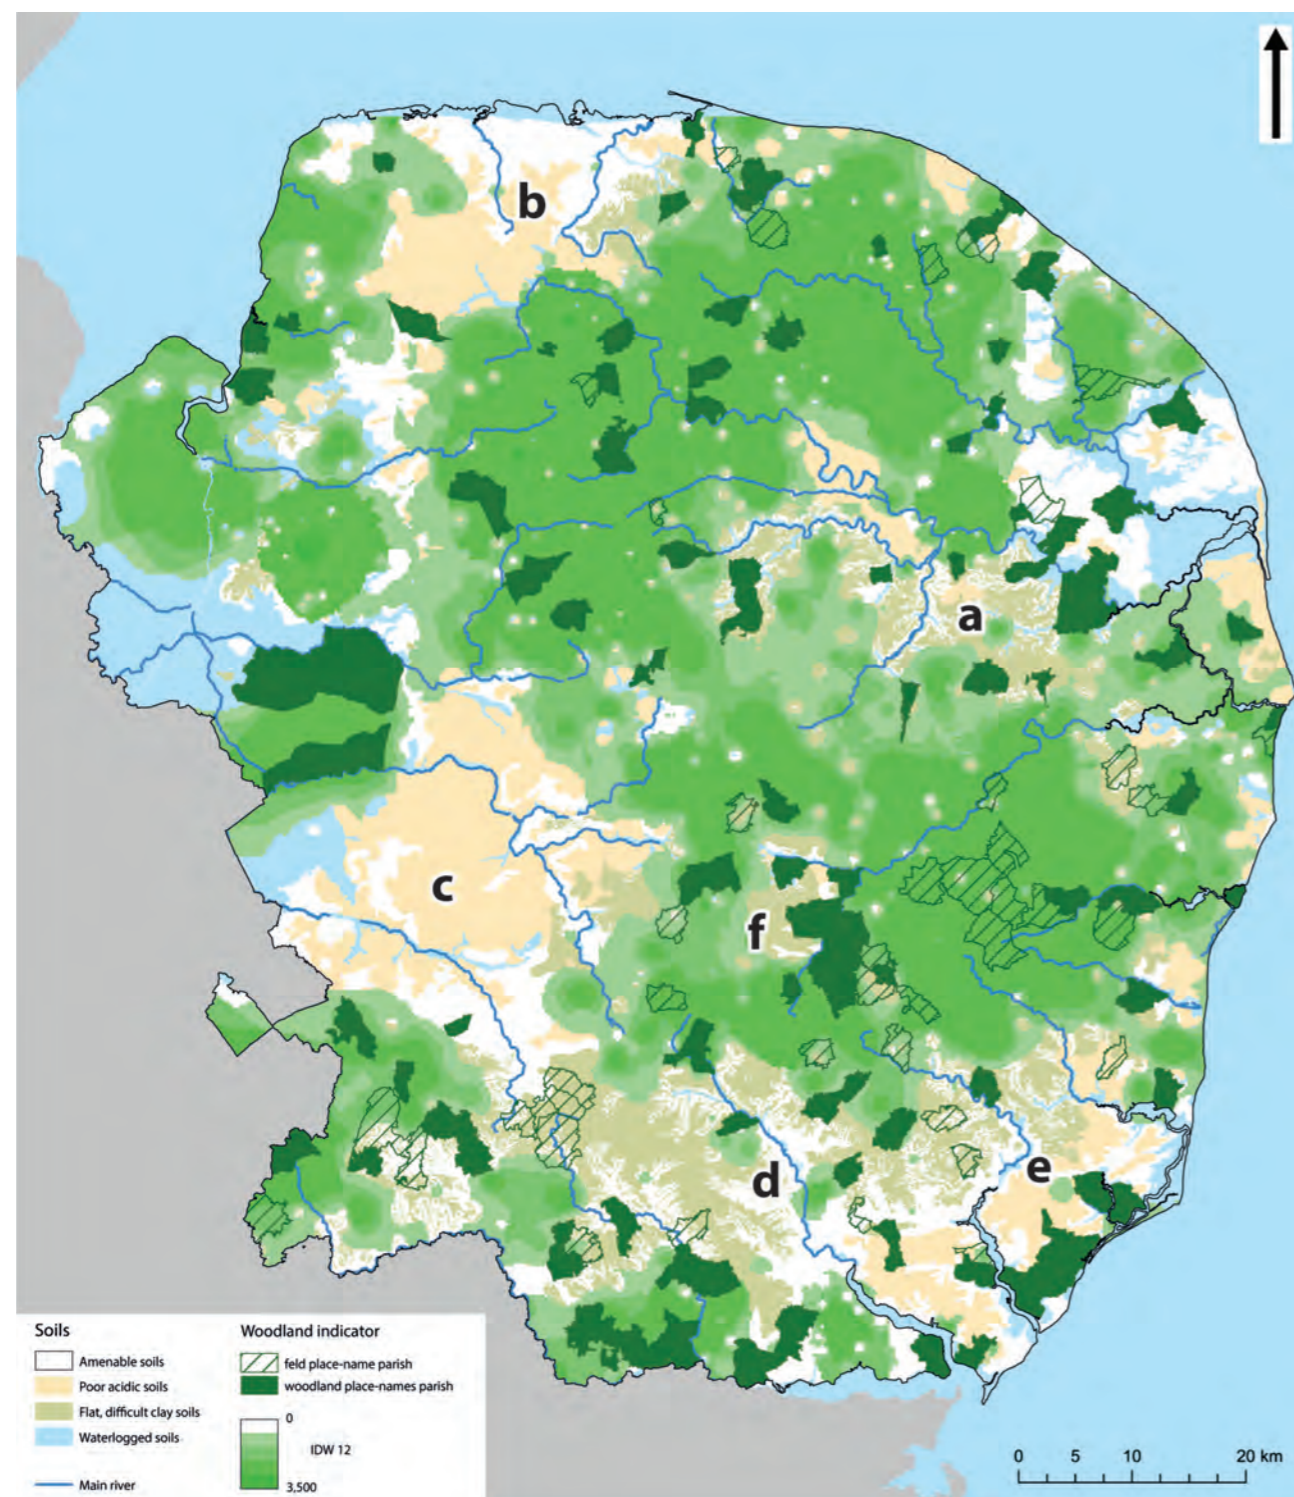 b
a
c
f
d
e
Soils
Amenable soils
Poor acidic soils
Flat, difficult clay soils
Waterlogged soils
Main river
Woodland indicator
feld place-name parish
woodland place-names parish
0
IDW 12
3,500
0 5 10 20 km